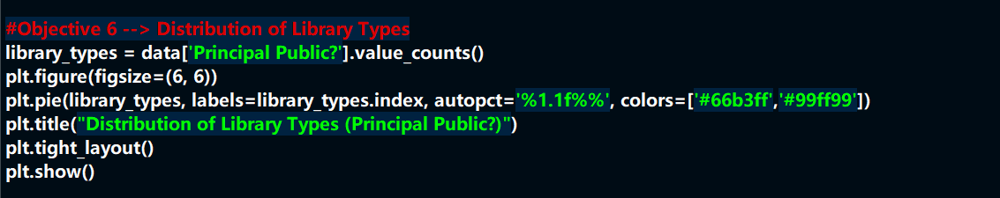 #Objective 6 --> Distribution of Library Types
library_types = data['Principal Public?'].value_counts()
plt.figure(figsize=(6, 6))
plt.pie(library_types, labels=library_types.index, autopct='%1.1f%%', colors=['#66b3ff','#99ff99'])
plt.title("Distribution of Library Types (Principal Public?)")
plt.tight_layout()
plt.show()